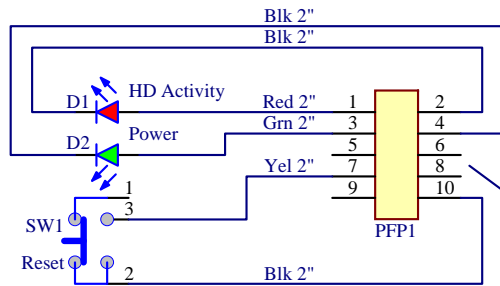 Blk 2"
Blk 2"
D1 HD Activity
Red 2" 1 2
Grn 2" 3 4
D2 Power
5 6
Yel 2" 7 8
1
9 10
3
SW1
PFP1
Reset
2 Blk 2"